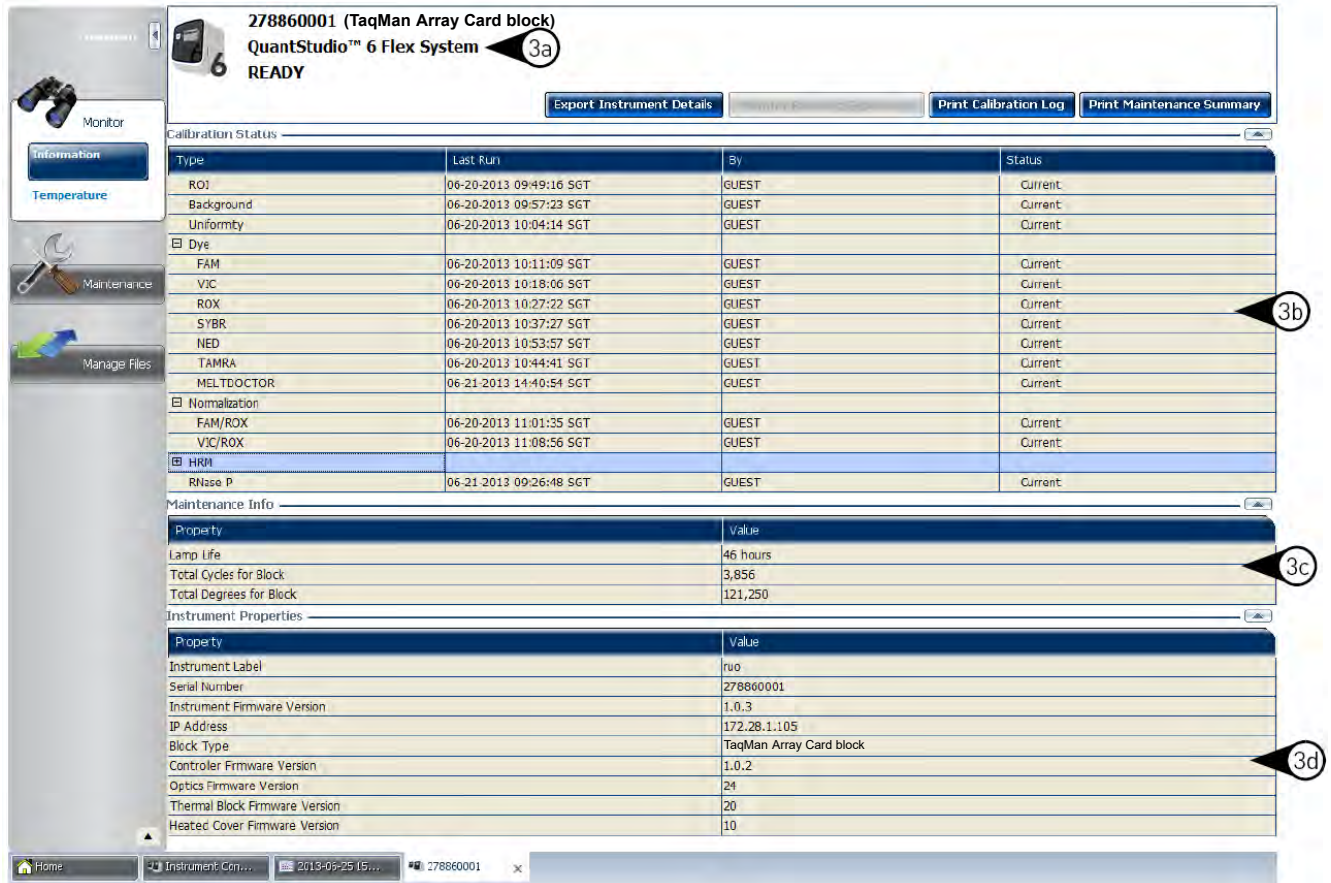 278860001 (TaqMan Array Card block)
QuantStudio™ 6 Flex System
3a
READY
6
Export Instrument Details
Print Calibration Log
Print Maintenance Summary
Monitor
Information
Temperature
Maintenance
Manage Files
Calibration Status
Type Last Run By Status
ROI 06-20-2013 09:49:16 SGT GUEST Current
Background 06-20-2013 09:57:23 SGT GUEST Current
Uniformity 06-20-2013 10:04:14 SGT GUEST Current
Dye
FAM 06-20-2013 10:11:09 SGT GUEST Current
VIC 06-20-2013 10:18:06 SGT GUEST Current
ROX 06-20-2013 10:27:22 SGT GUEST Current
3b
SYBR 06-20-2013 10:37:27 SGT GUEST Current
NED 06-20-2013 10:53:57 SGT GUEST Current
TAMRA 06-20-2013 10:44:41 SGT GUEST Current
MELTDOCTOR 06-21-2013 14:40:54 SGT GUEST Current
Normalization
FAM/ROX 06-20-2013 11:01:35 SGT GUEST Current
VIC/ROX 06-20-2013 11:08:56 SGT GUEST Current
HRM
RNase P 06-21-2013 09:26:48 SGT GUEST Current
Maintenance Info
Property Value
Lamp Life 46 hours
Total Cycles for Block 3,856
3c
Total Degrees for Block 121,250
Instrument Properties
Property Value
Instrument Label ruo
Serial Number 278860001
Instrument Firmware Version 1.0.3
IP Address 172.28.1.105
Block Type TaqMan Array Card block
3d
Controller Firmware Version 1.0.2
Optics Firmware Version 24
Thermal Block Firmware Version 20
Heated Cover Firmware Version 10
Home
Instrument Con...
2013-06-25 15...
278860001 x